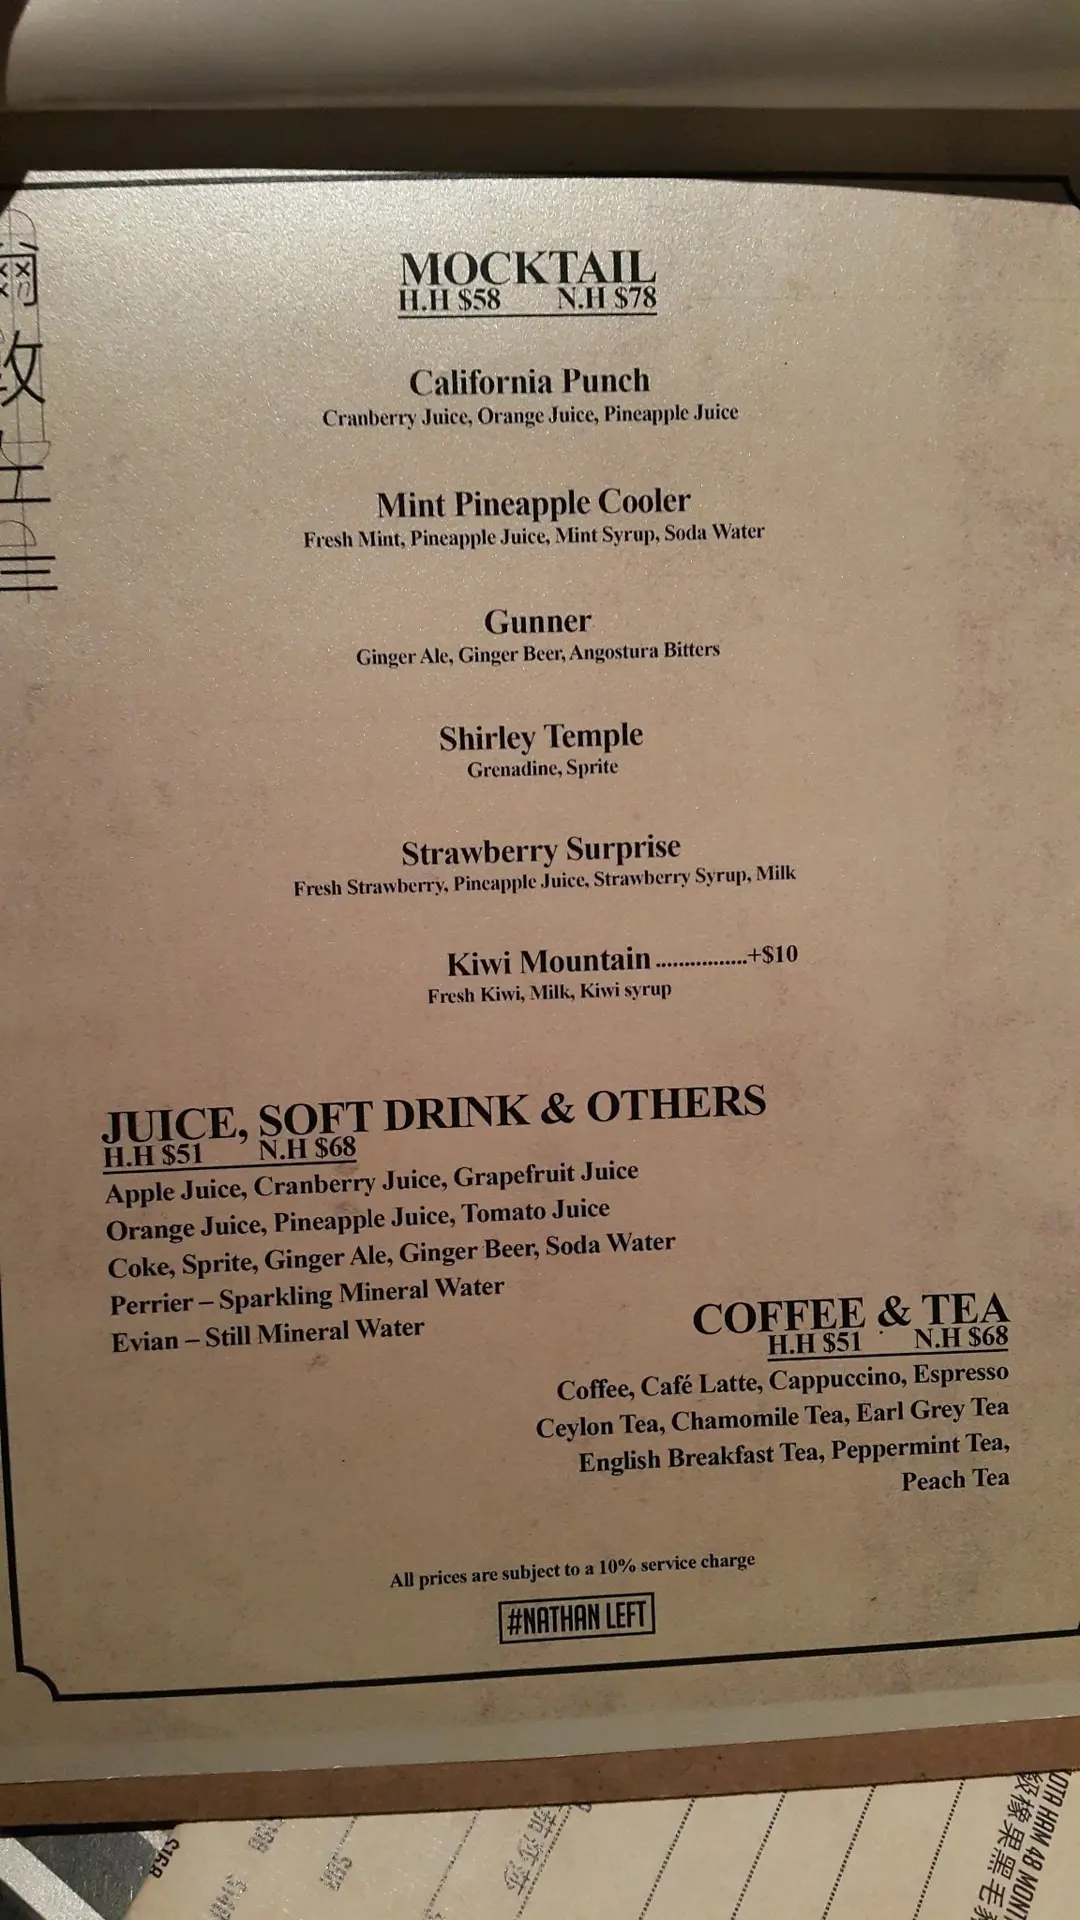 MOCKTAIL
H.H $58 N.H $78
California Punch
Cranberry Juice, Orange Juice, Pineapple Juice
Mint Pineapple Cooler
Fresh Mint, Pineapple Juice, Mint Syrup, Soda Water
Gunner
Ginger Ale, Ginger Beer, Angostura Bitters
Shirley Temple
Grenadine, Sprite
Strawberry Surprise
Fresh Strawberry, Pineapple Juice, Strawberry Syrup, Milk
Kiwi Mountain ................+$10
Fresh Kiwi, Milk, Kiwi syrup
JUICE, SOFT DRINK & OTHERS
H.H $51 N.H $68
Apple Juice, Cranberry Juice, Grapefruit Juice
Orange Juice, Pineapple Juice, Tomato Juice
Coke, Sprite, Ginger Ale, Ginger Beer, Soda Water
Perrier – Sparkling Mineral Water
Evian – Still Mineral Water
COFFEE & TEA
H.H $51 N.H $68
Coffee, Café Latte, Cappuccino, Espresso
Ceylon Tea, Chamomile Tea, Earl Grey Tea
English Breakfast Tea, Peppermint Tea,
Peach Tea
All prices are subject to a 10% service charge
#NATHAN LEFT
$168
HAM 48